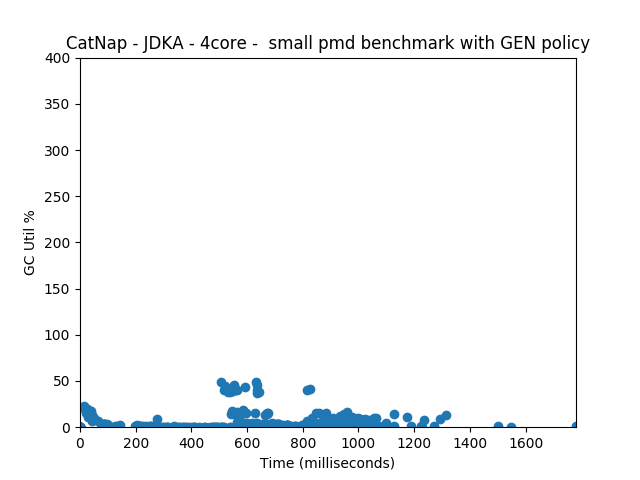 CatNap - JDKA - 4core -  small pmd benchmark with GEN policy
400
350
300
250
200
150
100
50
0
GC Util %
0 200 400 600 800 1000 1200 1400 1600
Time (milliseconds)